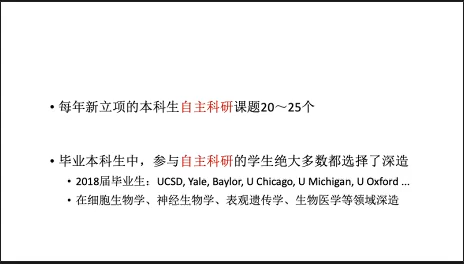 • 每年新立项的本科生自主科研课题20～25个
• 毕业本科生中，参与自主科研的学生绝大多数都选择了深造
• 2018届毕业生：UCSD, Yale, Baylor, U Chicago, U Michigan, U Oxford ...
• 在细胞生物学、神经生物学、表观遗传学、生物医学等领域深造